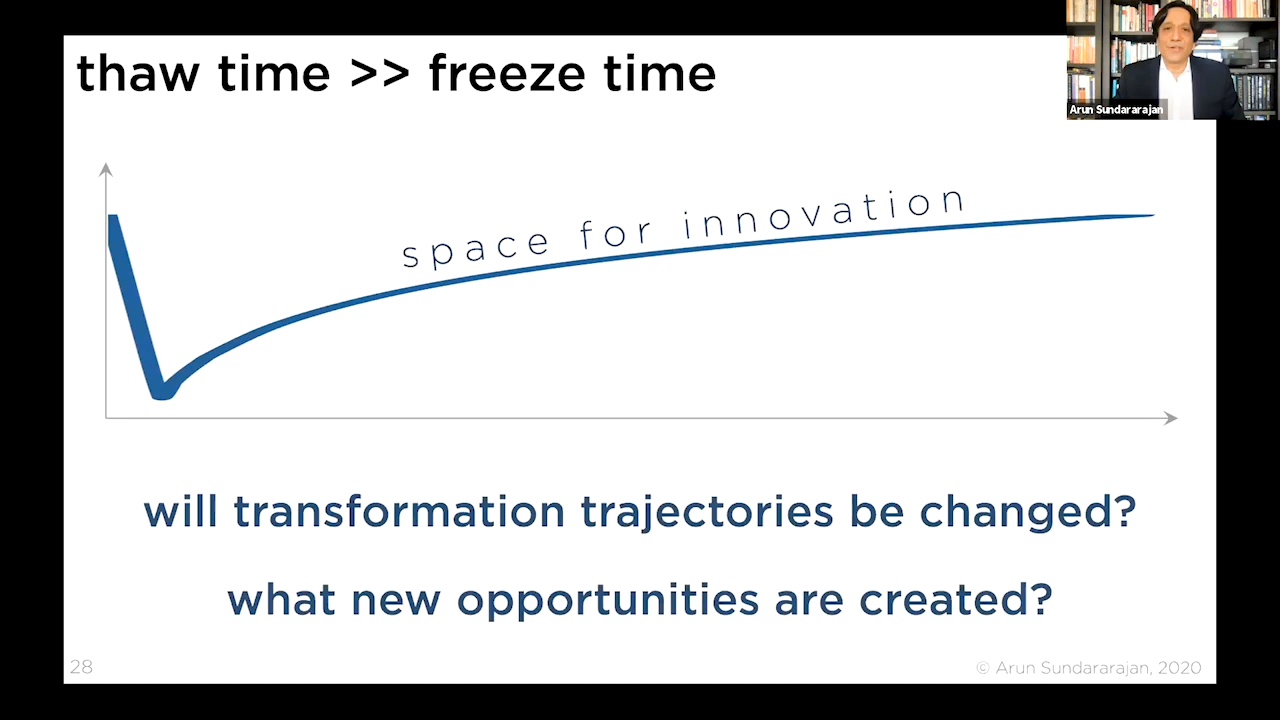 thaw time >> freeze time
Arun Sundararajan
space for innovation
will transformation trajectories be changed?
what new opportunities are created?
28
© Arun Sundararajan, 2020